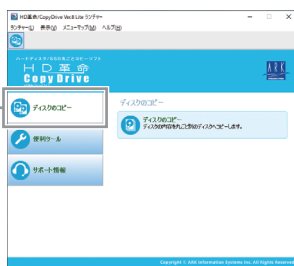 HD革命/CopyDrive Ver.8 Lite ランチャー
ランチャー(L) 表示(V) メニューマップ(M) ヘルプ(H)
ハードディスク/SSD丸ごとコピーソフト
HD革命
Copy Drive
ARK
ディスクのコピー
便利ツール
サポート情報
ディスクのコピー
ディスクのコピー
ディスクの内容を丸ごと別のディスクへコピーします。
Copyright © ARK Information Systems Inc. All Rights Reserved.